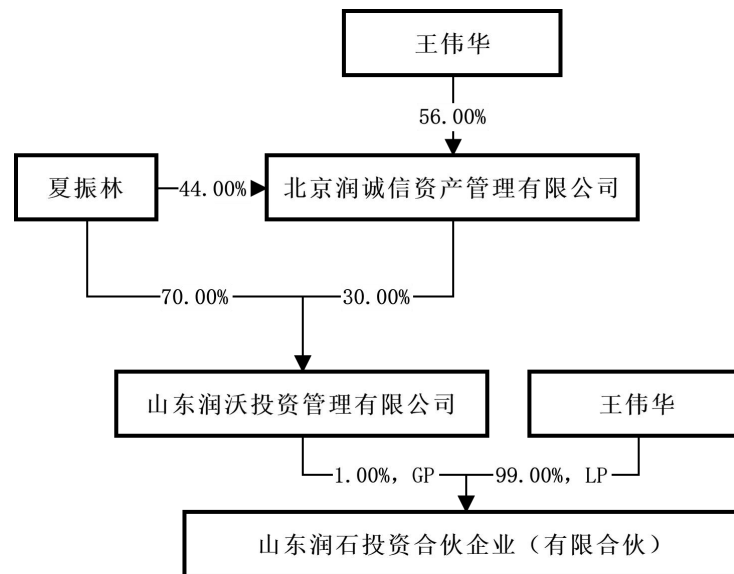 王伟华
56.00%
夏振林
44.00%
北京润诚信资产管理有限公司
70.00%
30.00%
山东润沃投资管理有限公司
王伟华
1.00%, GP
99.00%, LP
山东润石投资合伙企业（有限合伙）